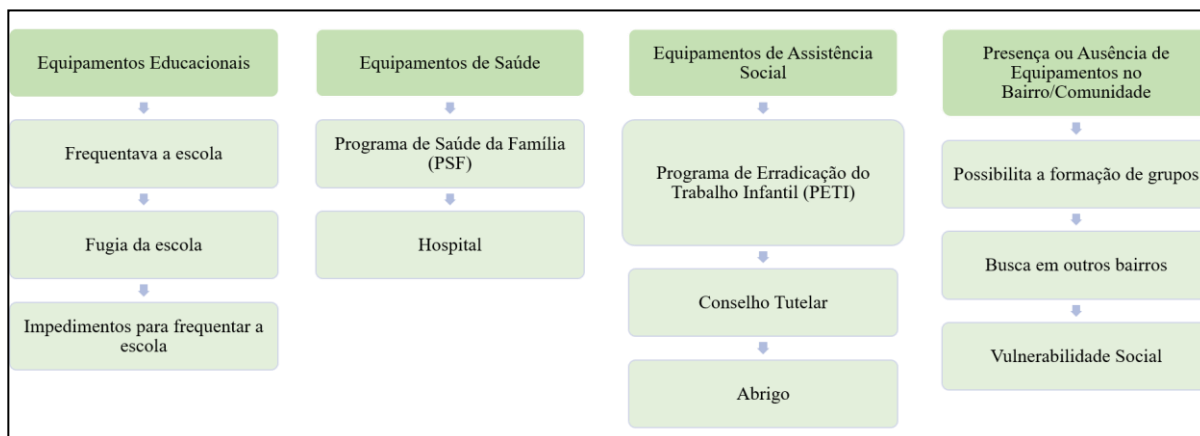 Equipamentos Educacionais
Frequentava a escola
Fugia da escola
Impedimentos para frequentar a
escola
Equipamentos de Saúde
Programa de Saúde da Família
(PSF)
Hospital
Equipamentos de Assistência
Social
Programa de Erradicação do
Trabalho Infantil (PETI)
Conselho Tutelar
Abrigo
Presença ou Ausência de
Equipamentos no
Bairro/Comunidade
Possibilita a formação de grupos
Busca em outros bairros
Vulnerabilidade Social